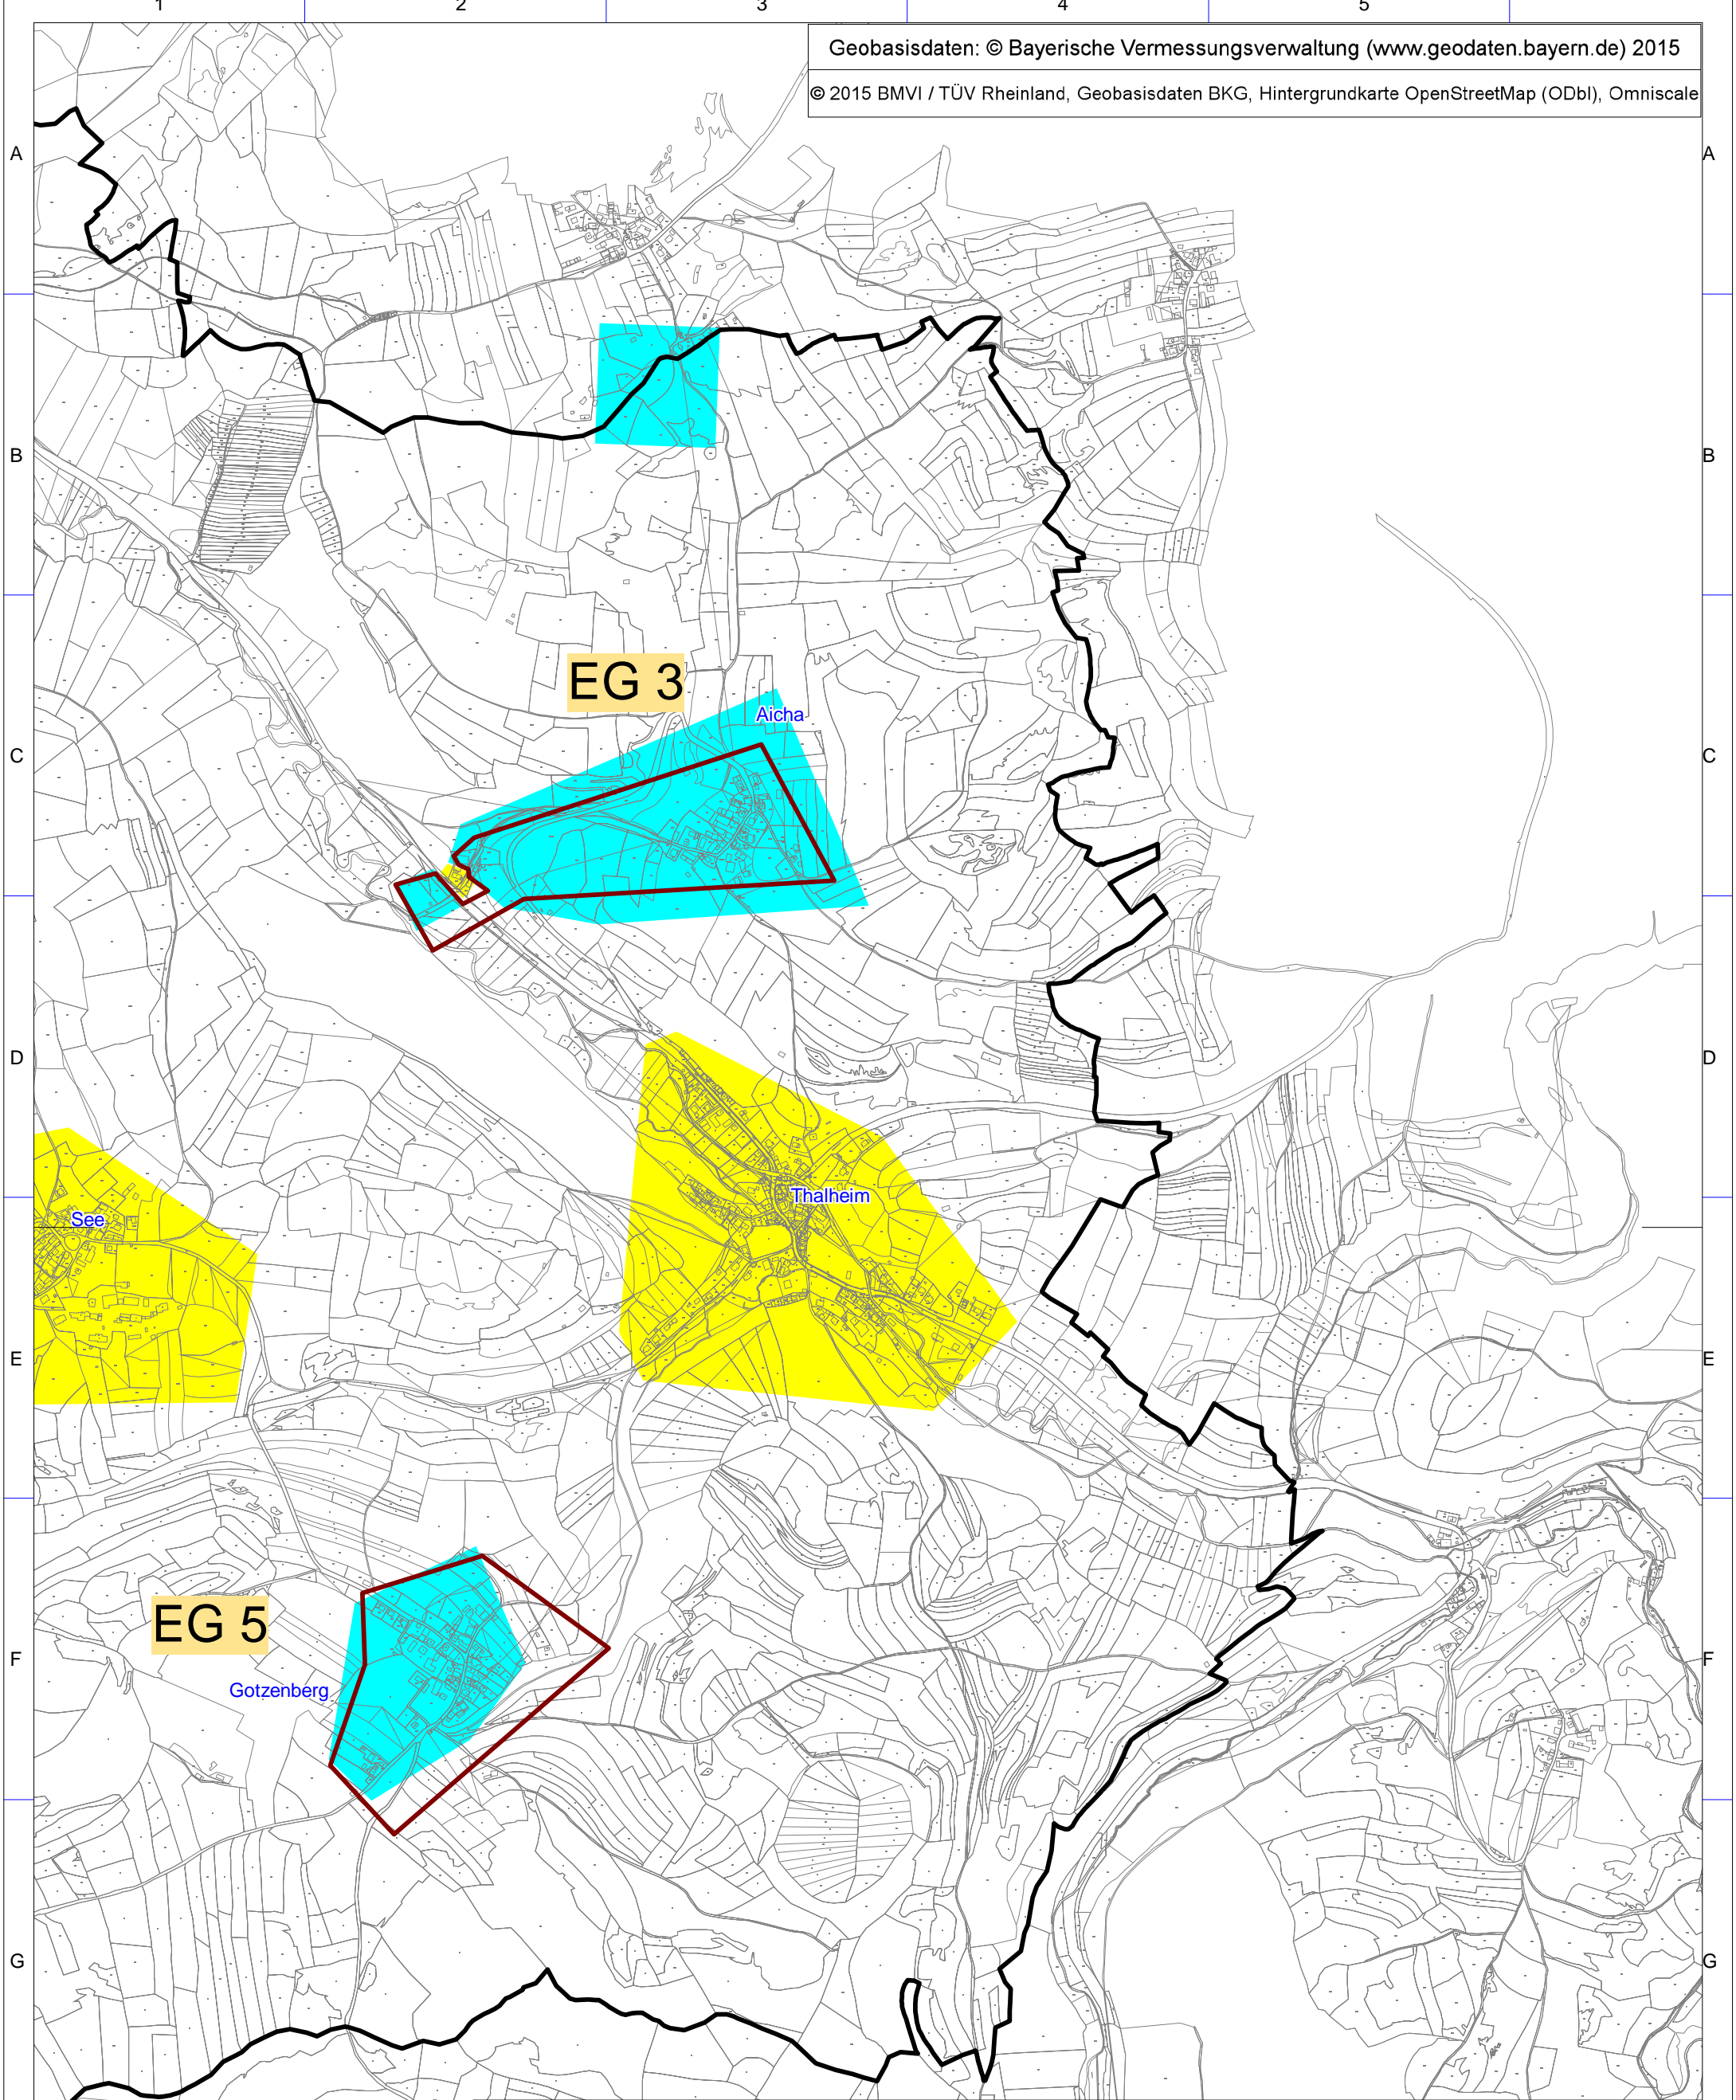 1 2 3 4 5
Geobasisdaten: © Bayerische Vermessungsverwaltung (www.geodaten.bayern.de) 2015
© 2015 BMVI / TÜV Rheinland, Geobasisdaten BKG, Hintergrundkarte OpenStreetMap (ODbl), Omniscale
A A
B B
EG 3
Aicha
C C
D D
Thalheim
See
E E
EG 5
F F
Gotzenberg
G G